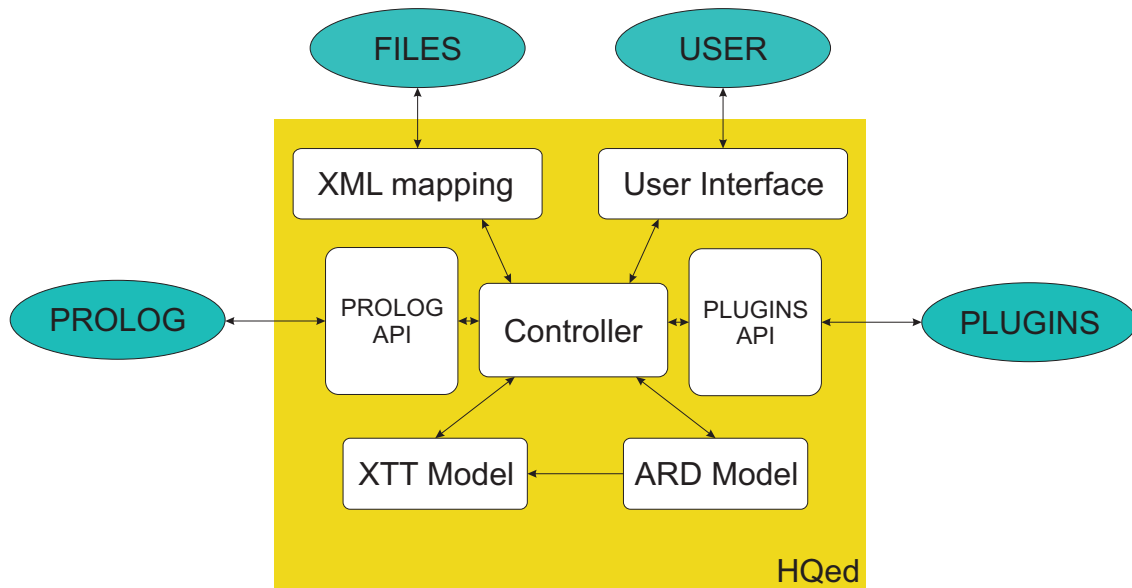 FILES
USER
XML mapping
User Interface
PROLOG
PROLOG
API
Controller
PLUGINS
API
PLUGINS
XTT Model
ARD Model
HQed